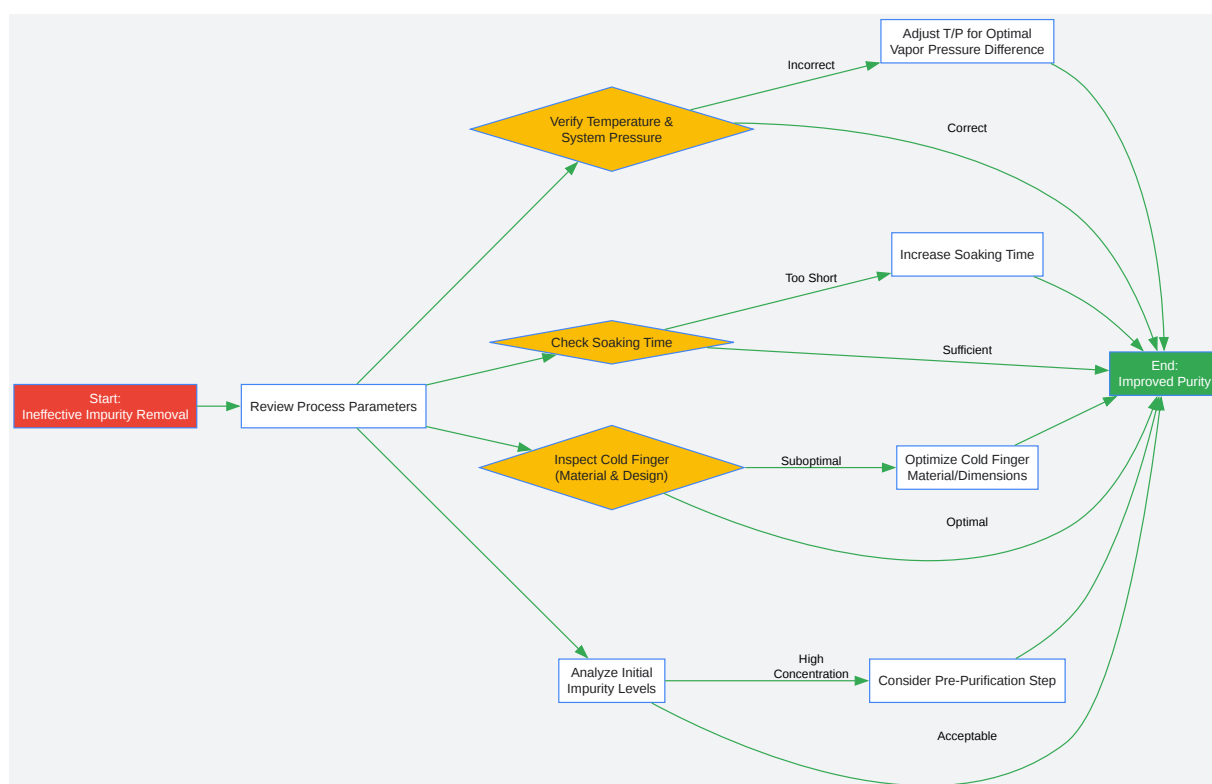 Start:
Ineffective Impurity Removal
Review Process Parameters
Verify Temperature &
System Pressure
Incorrect
Adjust T/P for Optimal
Vapor Pressure Difference
Correct
Check Soaking Time
Too Short
Increase Soaking Time
Sufficient
Inspect Cold Finger
(Material & Design)
Suboptimal
Optimize Cold Finger
Material/Dimensions
Optimal
Analyze Initial
Impurity Levels
High
Concentration
Consider Pre-Purification Step
Acceptable
End:
Improved Purity